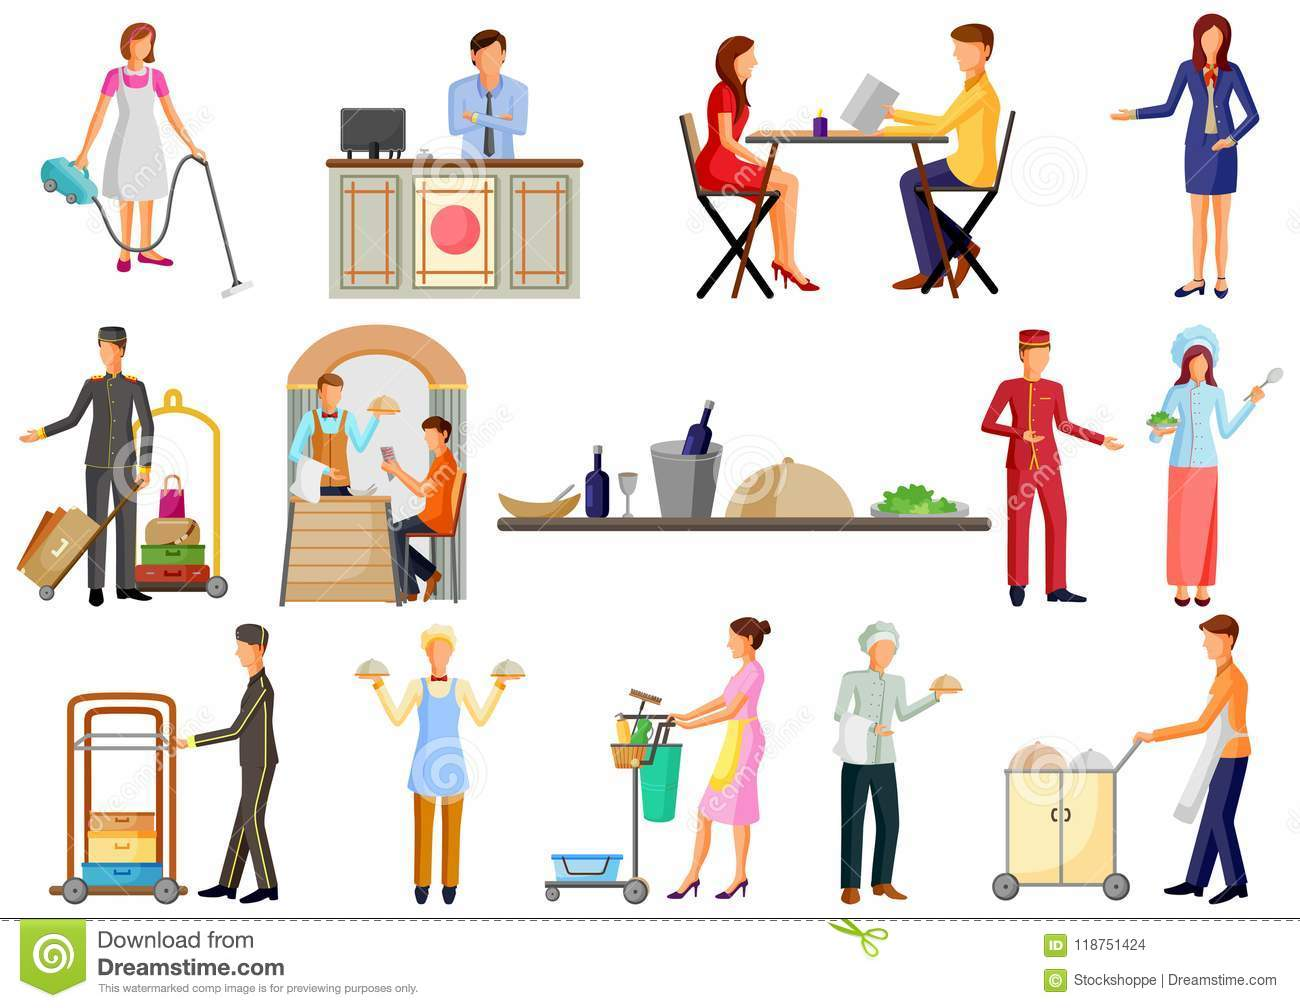 Download from
Dreamstime.com
This watermarked comp image is for previewing purposes only.
ID 118751424
© Stockshoppe | Dreamstime.com